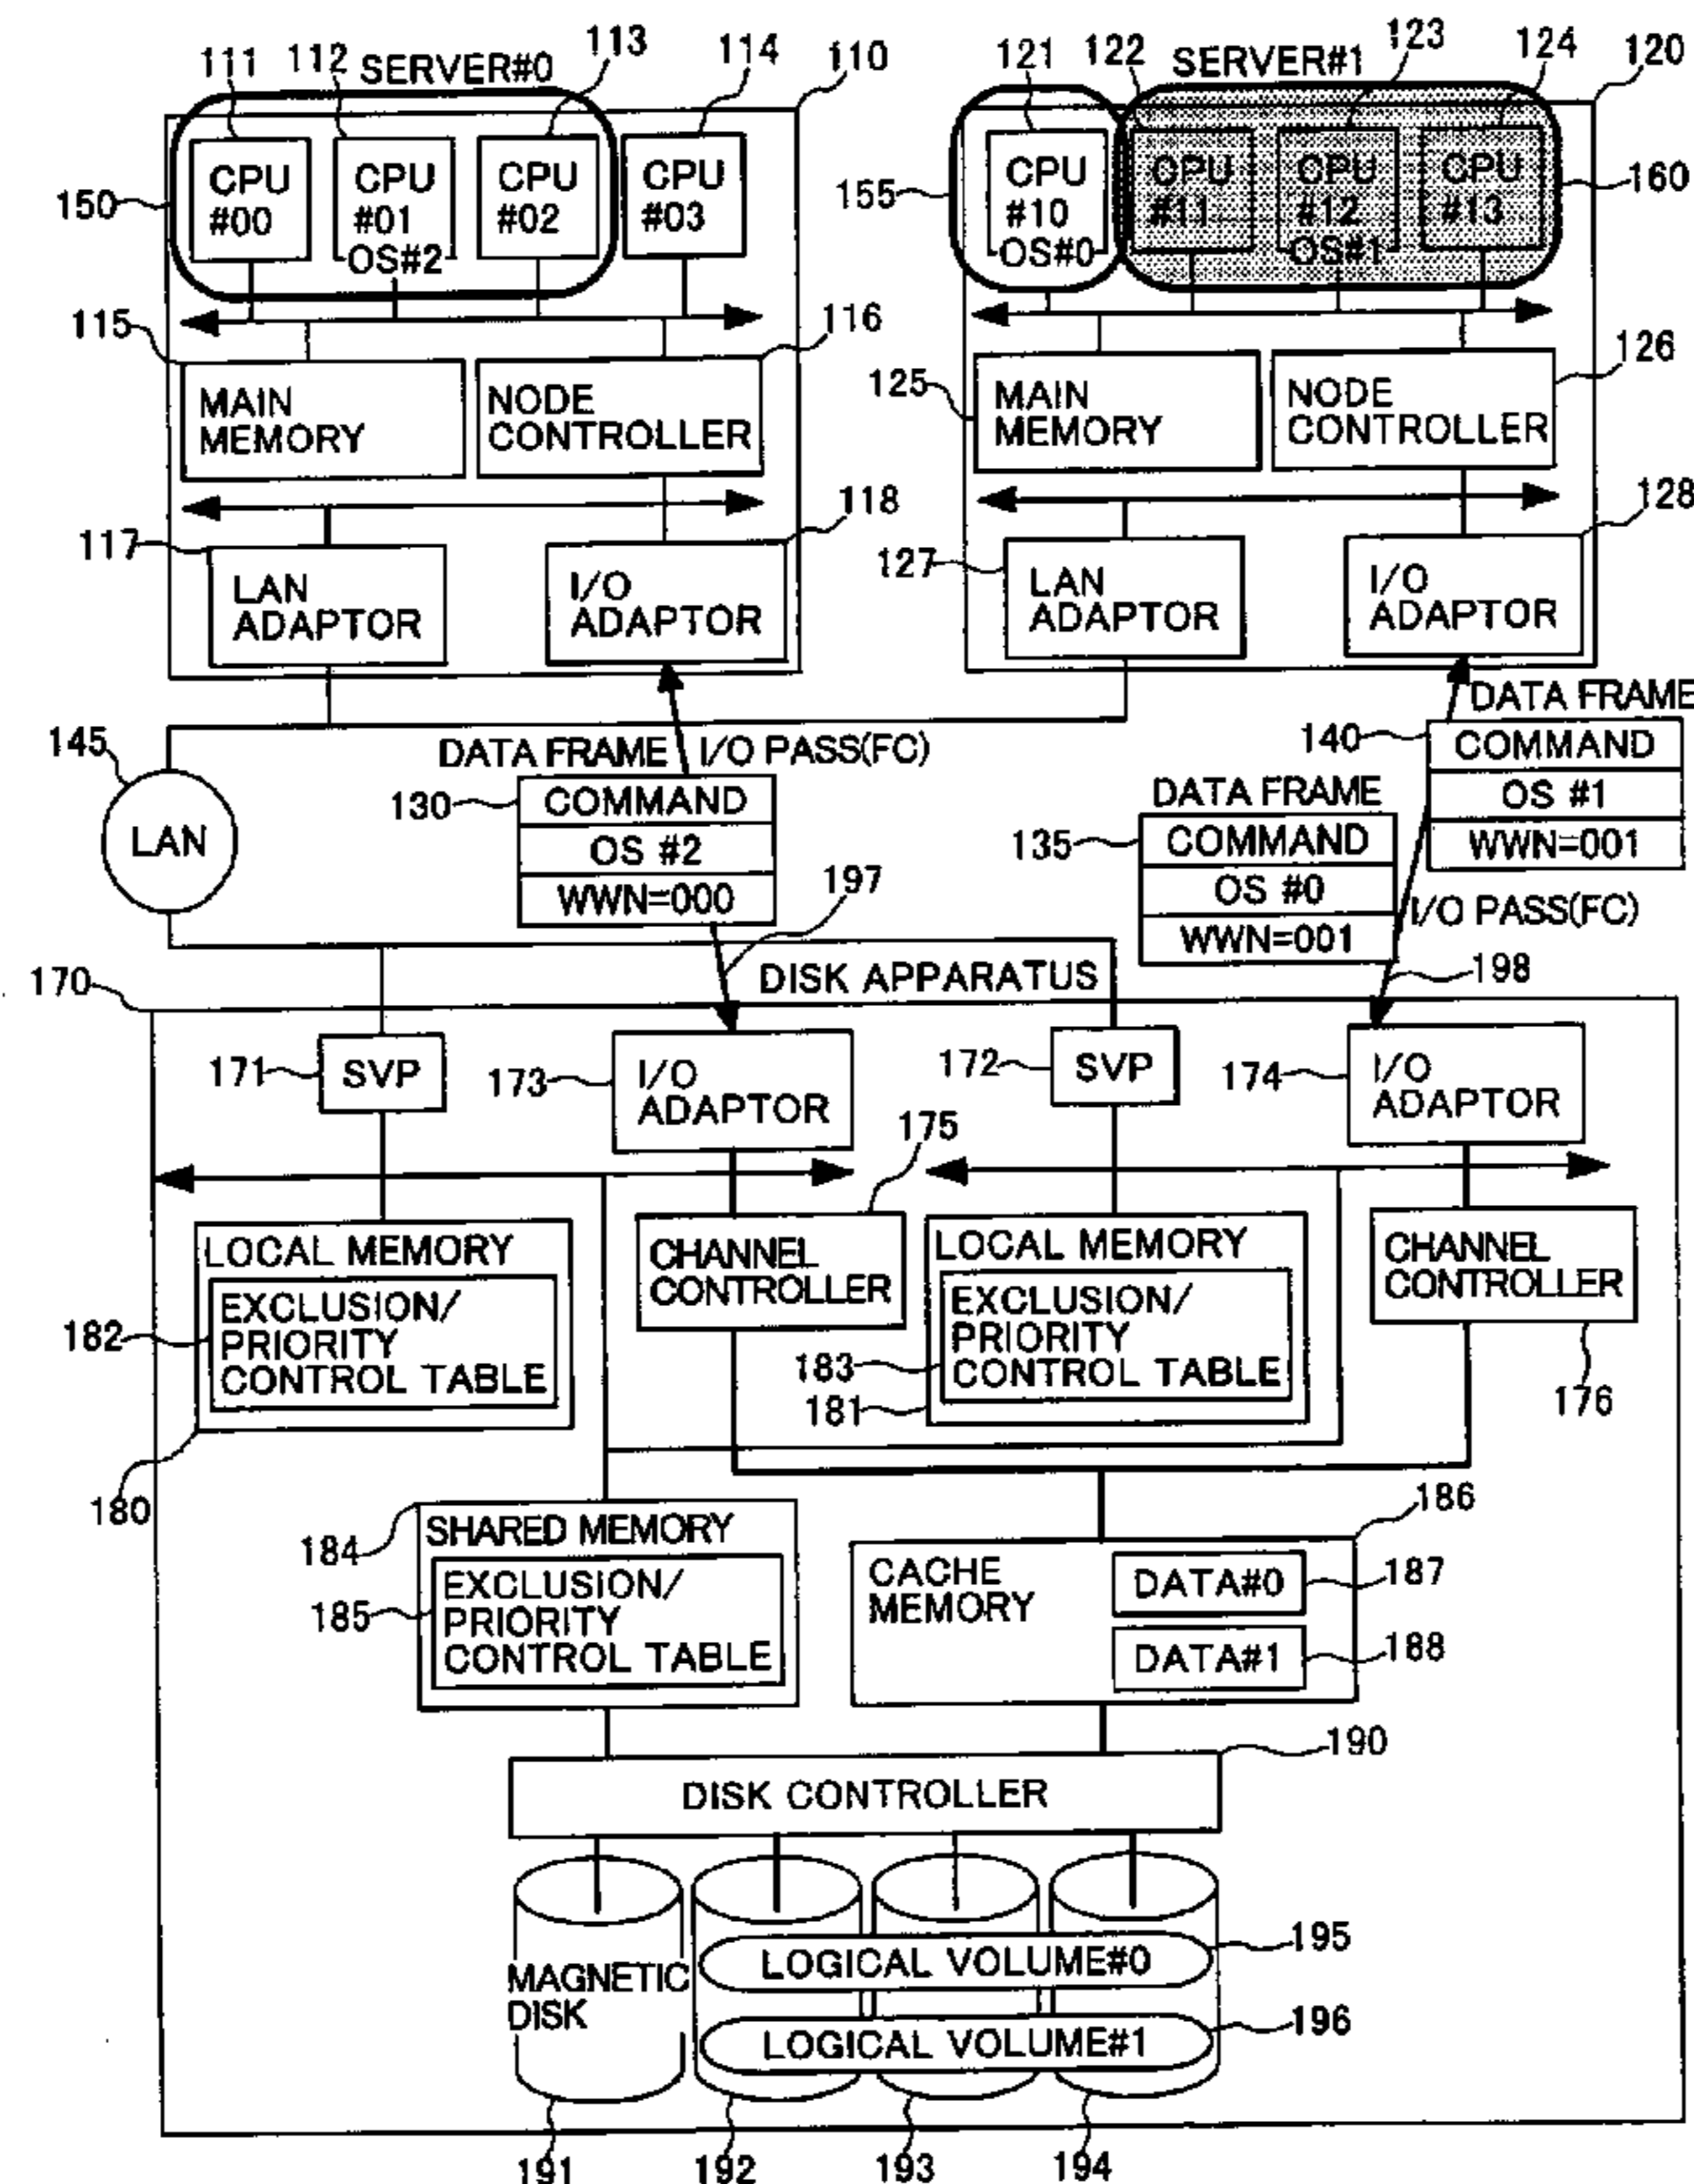 111
112
SERVER#0
113
114
110
121
122
SERVER#1
123
124
120
150
CPU
#00
CPU
#01
OS#2
CPU
#02
CPU
#03
155
CPU
#10
OS#0
CPU
#11
CPU
#12
OS#1
CPU
#13
160
115
116
MAIN
MEMORY
NODE
CONTROLLER
125
MAIN
MEMORY
NODE
CONTROLLER
126
117
LAN
ADAPTOR
I/O
ADAPTOR
118
127
LAN
ADAPTOR
I/O
ADAPTOR
128
145
LAN
DATA FRAME
I/O PASS(FC)
130
COMMAND
OS #2
WWN=000
197
DATA FRAME
135
COMMAND
OS #0
WWN=001
DATA FRAME
140
COMMAND
OS #1
WWN=001
I/O PASS(FC)
198
170
DISK APPARATUS
171
SVP
173
I/O
ADAPTOR
172
SVP
174
I/O
ADAPTOR
175
LOCAL MEMORY
182
EXCLUSION/
PRIORITY
CONTROL TABLE
180
CHANNEL
CONTROLLER
LOCAL MEMORY
EXCLUSION/
PRIORITY
CONTROL TABLE
183
181
CHANNEL
CONTROLLER
176
184
SHARED MEMORY
185
EXCLUSION/
PRIORITY
CONTROL TABLE
186
CACHE
MEMORY
DATA#0
187
DATA#1
188
190
DISK CONTROLLER
MAGNETIC
DISK
LOGICAL VOLUME#0
195
LOGICAL VOLUME#1
196
191
192
193
194